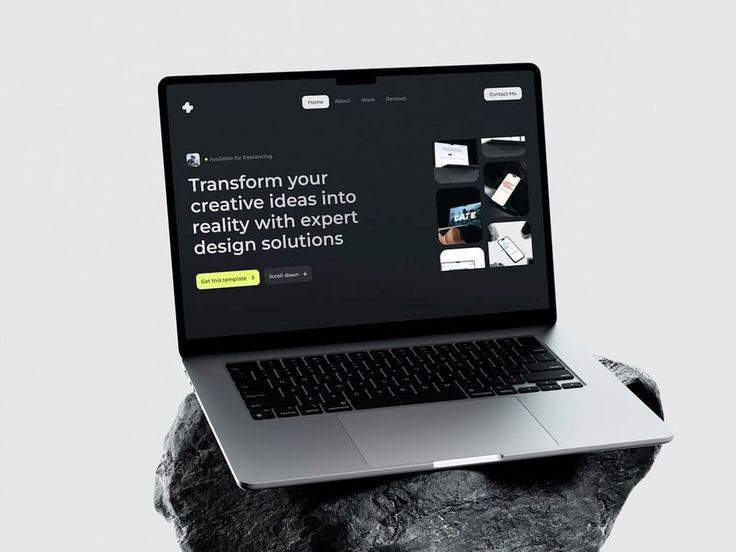 Home About Work Reviews
Contact Me
Available for freelancing
Transform your
creative ideas into
reality with expert
design solutions
Get this template
Scroll down